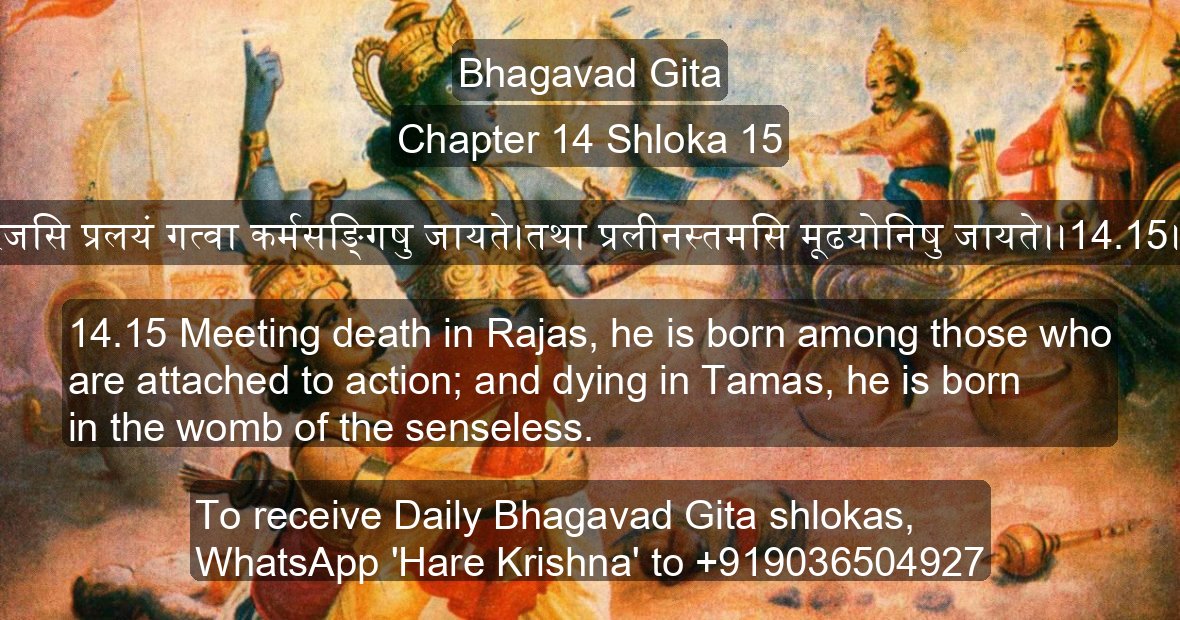 Bhagavad Gita
Chapter 14 Shloka 15
रजसि प्रलयं गत्वा कर्मसङ्गिषु जायते।तथा प्रलीनस्तमसि मूढयोनिषु जायते।।14.15।
14.15 Meeting death in Rajas, he is born among those who
are attached to action; and dying in Tamas, he is born
in the womb of the senseless.
To receive Daily Bhagavad Gita shlokas,
WhatsApp 'Hare Krishna' to +919036504927